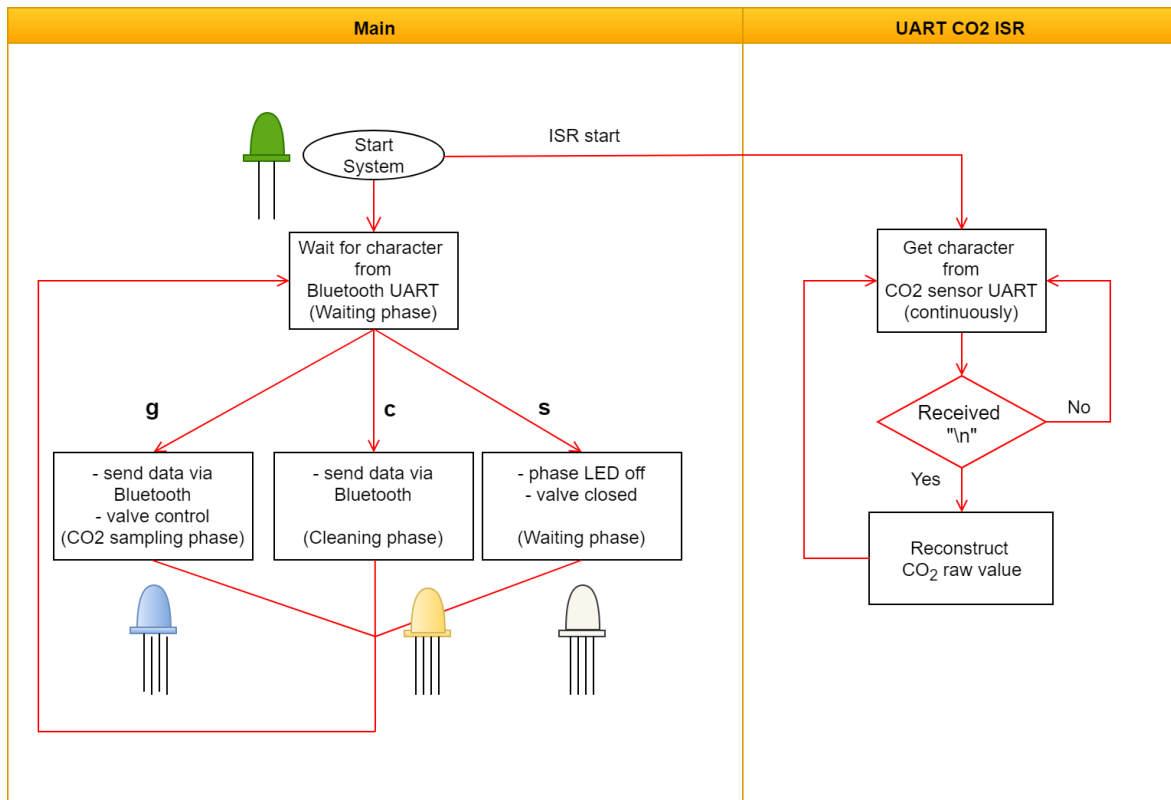 Main
UART CO2 ISR
Start
System
ISR start
Wait for character
from
Bluetooth UART
(Waiting phase)
g
c
s
- send data via
Bluetooth
- valve control
(CO2 sampling phase)
- send data via
Bluetooth
(Cleaning phase)
- phase LED off
- valve closed
(Waiting phase)
Get character
from
CO2 sensor UART
(continuously)
Received
"\n"
No
Yes
Reconstruct
CO₂ raw value